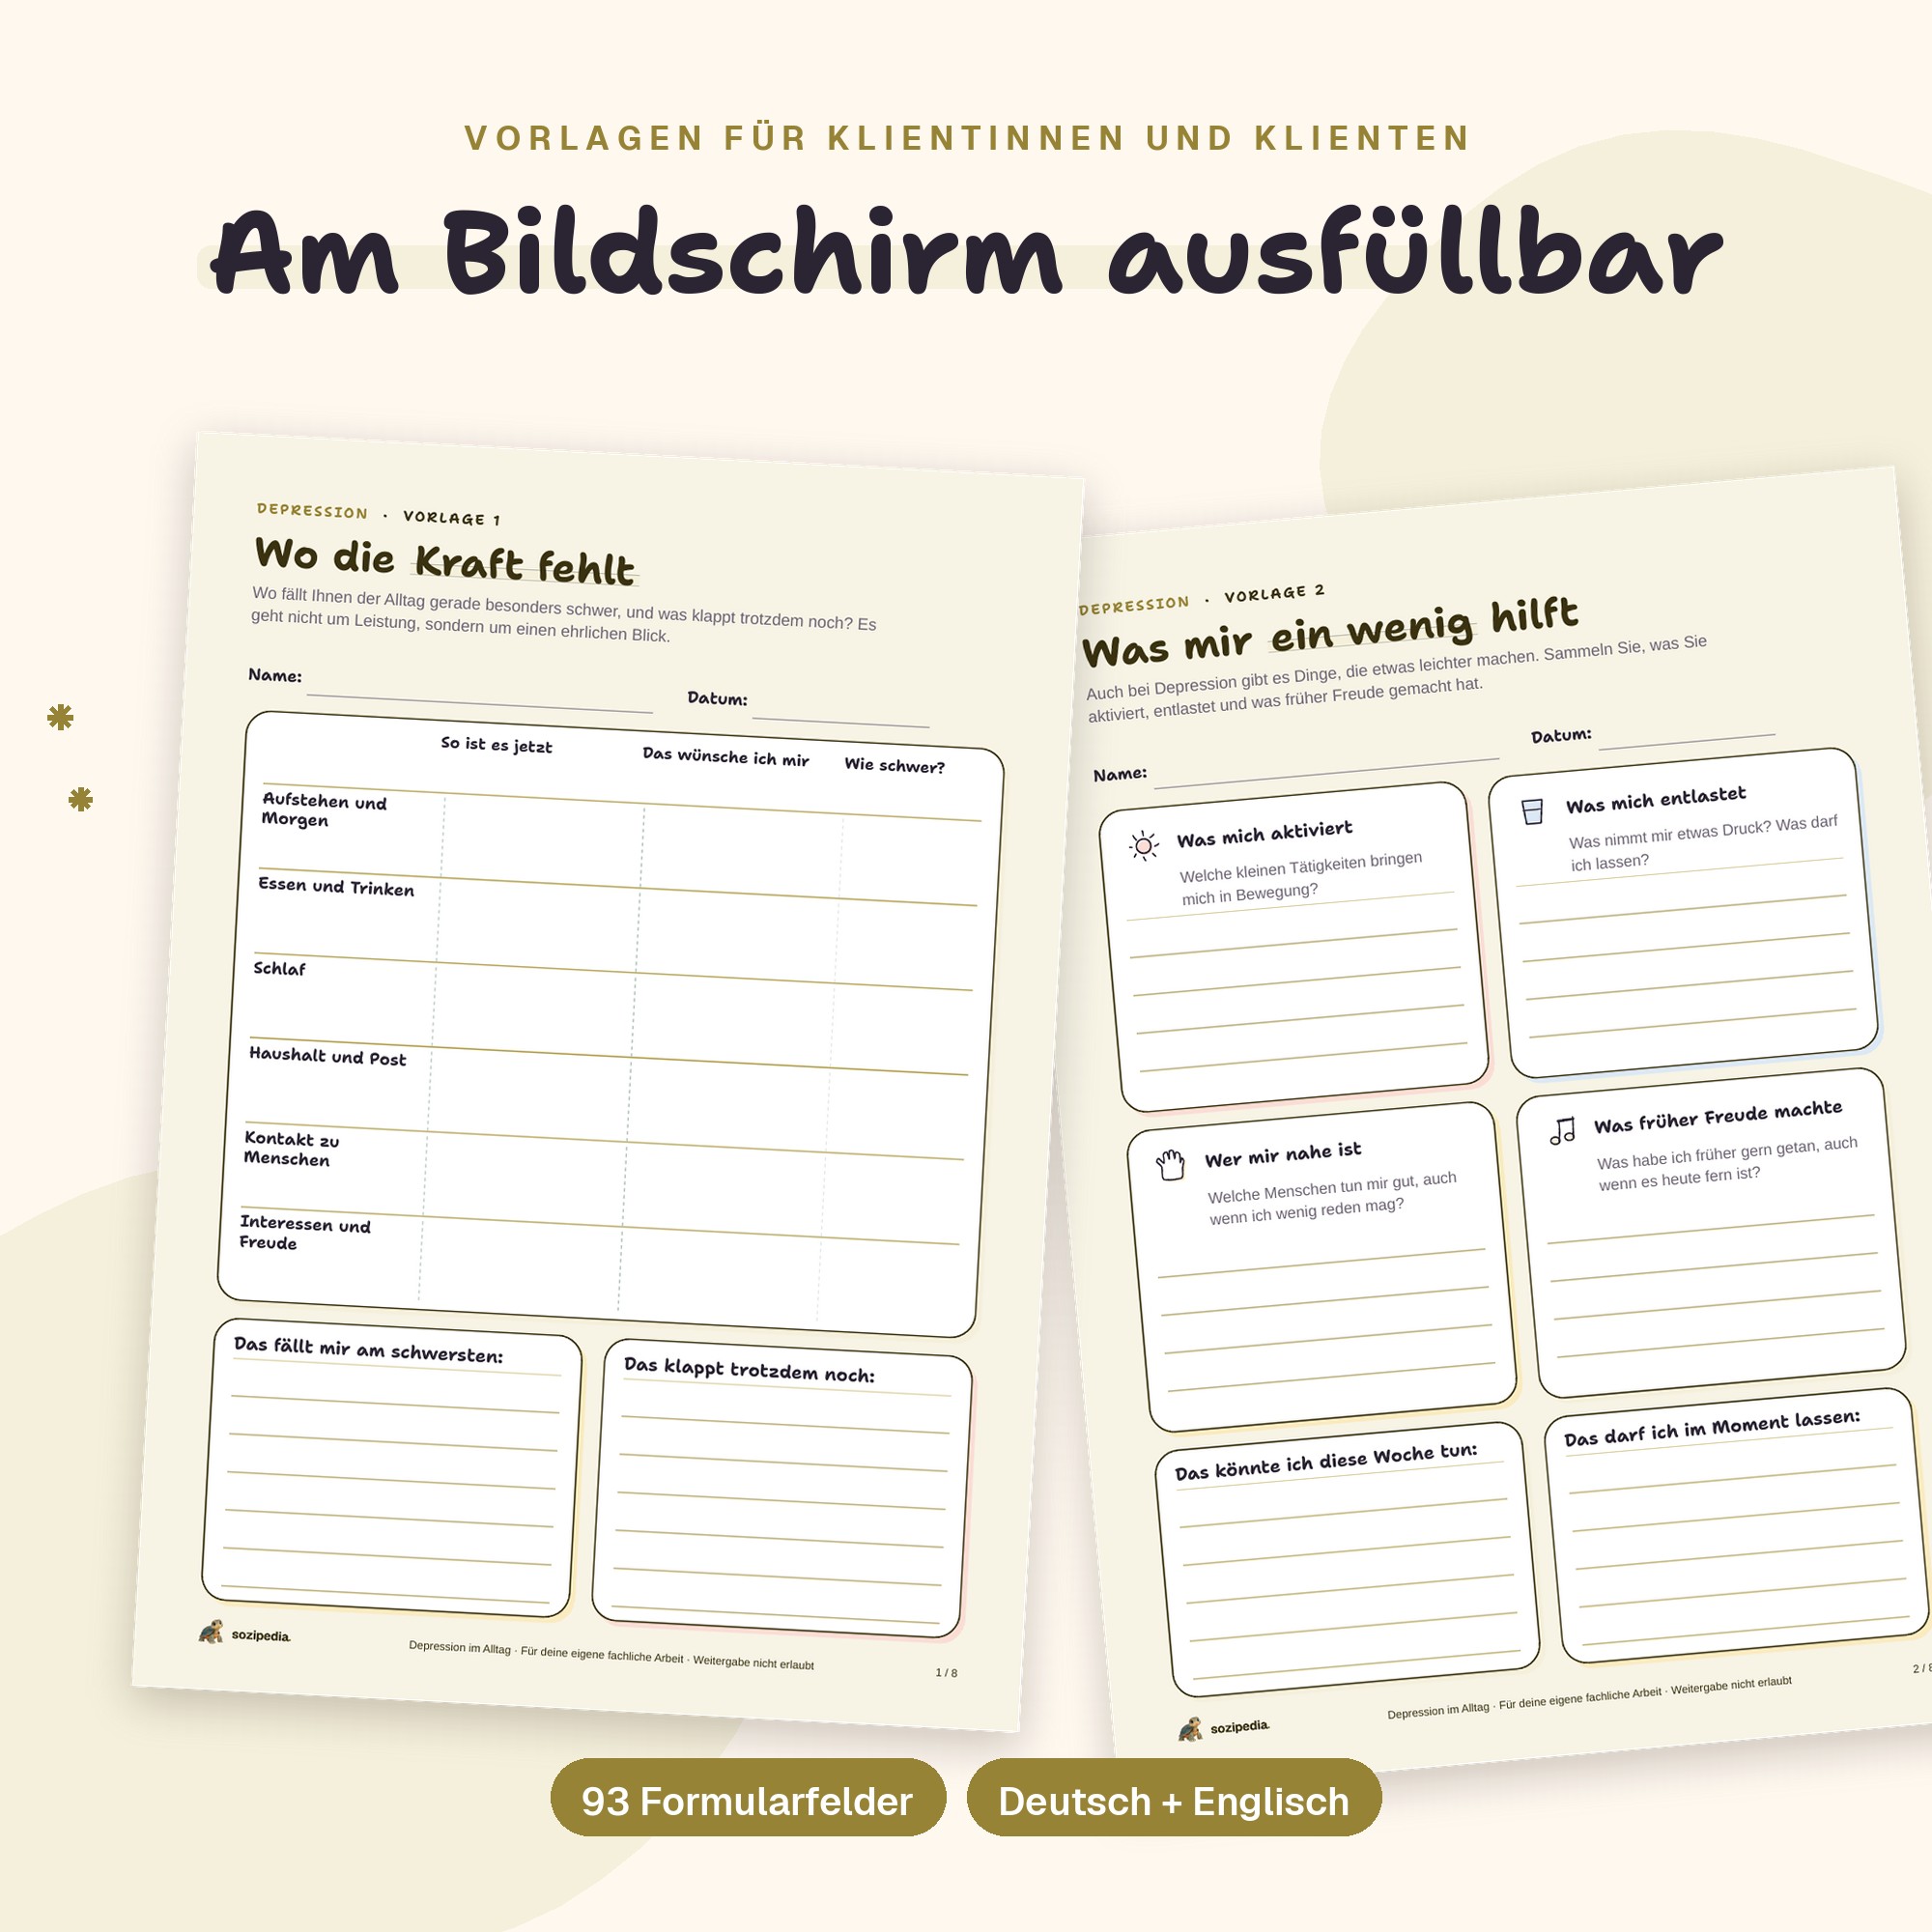 VORLAGEN FÜR KLIENTINNEN UND KLIENTEN
Am Bildschirm ausfüllbar
DEPRESSION · VORLAGE 1
Wo die Kraft fehlt
Wo fällt Ihnen der Alltag gerade besonders schwer, und was klappt trotzdem noch? Es
geht nicht um Leistung, sondern um einen ehrlichen Blick.
Name:
Datum:
So ist es jetzt
Das wünsche ich mir
Wie schwer?
Aufstehen und
Morgen
Essen und Trinken
Schlaf
Haushalt und Post
Kontakt zu
Menschen
Interessen und
Freude
Das fällt mir am schwersten:
Das klappt trotzdem noch:
sozipedia.
Depression im Alltag · Für deine eigene fachliche Arbeit · Weitergabe nicht erlaubt
1 / 8
DEPRESSION · VORLAGE 2
Was mir ein wenig hilft
Auch bei Depression gibt es Dinge, die etwas leichter machen. Sammeln Sie, was Sie
aktiviert, entlastet und was früher Freude gemacht hat.
Name:
Datum:
Was mich aktiviert
Welche kleinen Tätigkeiten bringen
mich in Bewegung?
Was mich entlastet
Was nimmt mir etwas Druck? Was darf
ich lassen?
Wer mir nahe ist
Welche Menschen tun mir gut, auch
wenn ich wenig reden mag?
Was früher Freude machte
Was habe ich früher gern getan, auch
wenn es heute fern ist?
Das könnte ich diese Woche tun:
Das darf ich im Moment lassen:
sozipedia.
Depression im Alltag · Für deine eigene fachliche Arbeit · Weitergabe nicht erlaubt
2 / 8
93 Formularfelder
Deutsch + Englisch